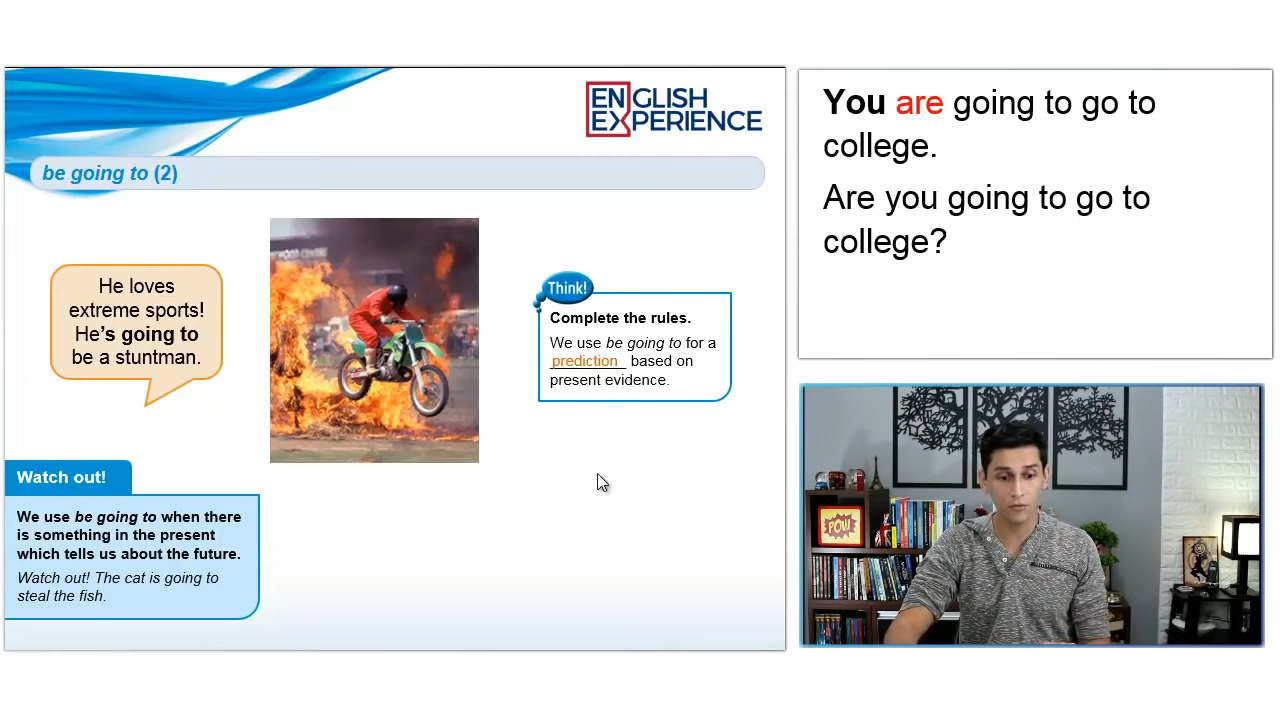 ENGLISH
EXPERIENCE
be going to (2)
He loves
extreme sports!
He's going to
be a stuntman.
Think!
Complete the rules.
We use be going to for a
prediction based on
present evidence.
Watch out!
We use be going to when there
is something in the present
which tells us about the future.
Watch out! The cat is going to
steal the fish.
You are going to go to
college.
Are you going to go to
college?
POW